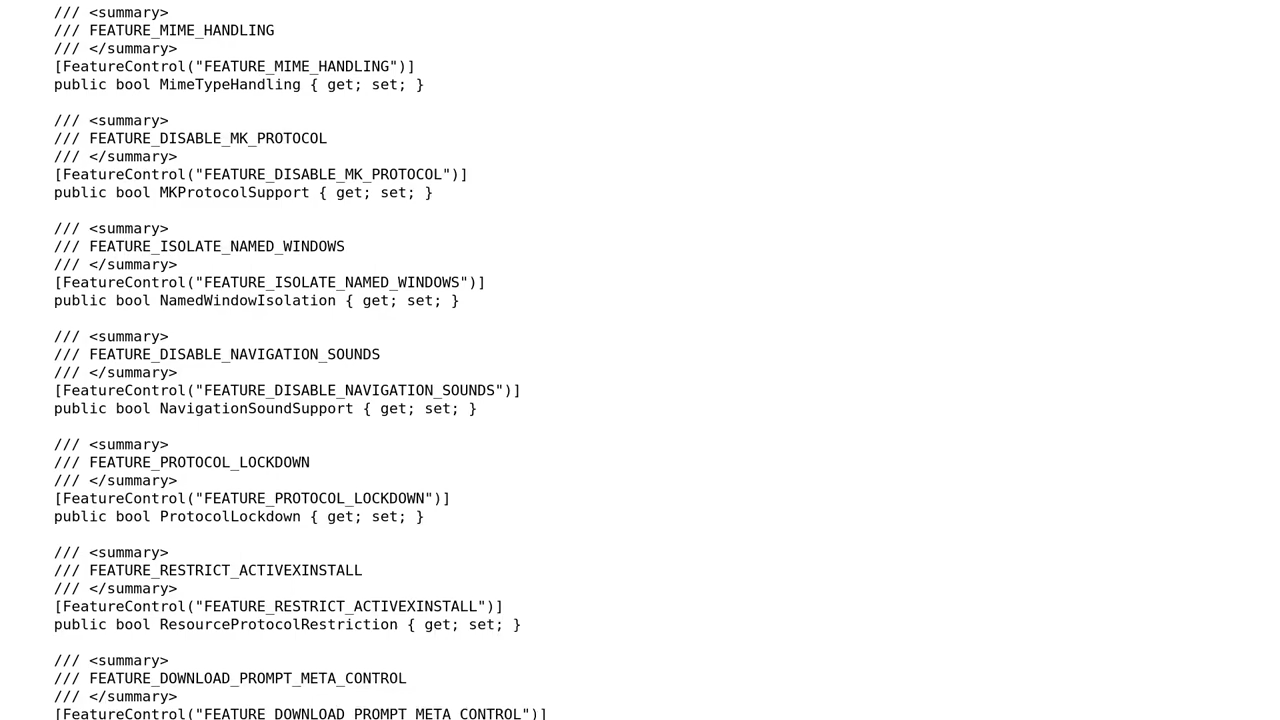 /// <summary>
/// FEATURE_MIME_HANDLING
/// </summary>
[FeatureControl("FEATURE_MIME_HANDLING")]
public bool MimeTypeHandling { get; set; }
/// <summary>
/// FEATURE_DISABLE_MK_PROTOCOL
/// </summary>
[FeatureControl("FEATURE_DISABLE_MK_PROTOCOL")]
public bool MKProtocolSupport { get; set; }
/// <summary>
/// FEATURE_ISOLATE_NAMED_WINDOWS
/// </summary>
[FeatureControl("FEATURE_ISOLATE_NAMED_WINDOWS")]
public bool NamedWindowIsolation { get; set; }
/// <summary>
/// FEATURE_DISABLE_NAVIGATION_SOUNDS
/// </summary>
[FeatureControl("FEATURE_DISABLE_NAVIGATION_SOUNDS")]
public bool NavigationSoundSupport { get; set; }
/// <summary>
/// FEATURE_PROTOCOL_LOCKDOWN
/// </summary>
[FeatureControl("FEATURE_PROTOCOL_LOCKDOWN")]
public bool ProtocolLockdown { get; set; }
/// <summary>
/// FEATURE_RESTRICT_ACTIVEXINSTALL
/// </summary>
[FeatureControl("FEATURE_RESTRICT_ACTIVEXINSTALL")]
public bool ResourceProtocolRestriction { get; set; }
/// <summary>
/// FEATURE_DOWNLOAD_PROMPT_META_CONTROL
/// </summary>
[FeatureControl("FEATURE_DOWNLOAD_PROMPT_META_CONTROL")]